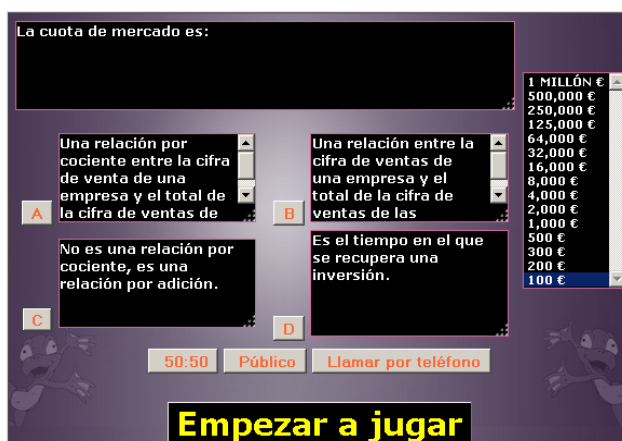 La cuota de mercado es:
1 MILLÓN €
500,000 €
250,000 €
125,000 €
64,000 €
32,000 €
16,000 €
8,000 €
4,000 €
2,000 €
1,000 €
500 €
300 €
200 €
100 €
Una relación por
cociente entre la cifra
de venta de una
empresa y el total de
la cifra de ventas de
A
Una relación entre la
cifra de ventas de
una empresa y el
total de la cifra de
ventas de las
B
No es una relación por
cociente, es una
relación por adición.
C
Es el tiempo en el que
se recupera una
inversión.
D
50:50
Público
Llamar por teléfono
Empezar a jugar